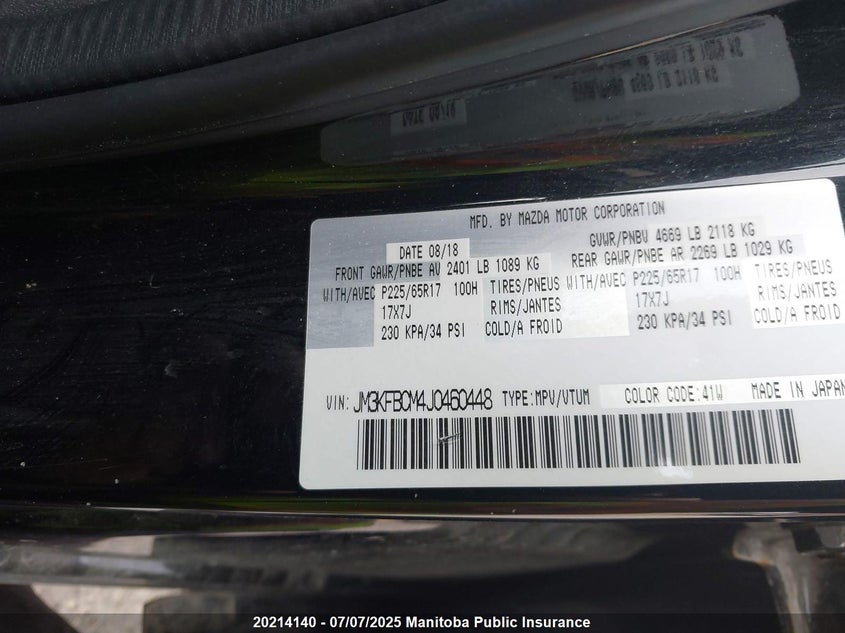 MFD. BY MAZDA MOTOR CORPORATION
DATE 08/18 GVWR/PNBV 4669 LB 2118 KG
FRONT GAWR/PNBE AV 2401 LB 1089 KG REAR GAWR/PNBE AR 2269 LB 1029 KG
WITH/AVEC P225/65R17 100H TIRES/PNEUS WITH/AVEC P225/65R17 100H TIRES/PNEUS
17X7J RIMS/JANTES 17X7J RIMS/JANTES
230 KPA/34 PSI COLD/A FROID 230 KPA/34 PSI COLD/A FROID
VIN: JM3KFBCM4J0460448 TYPE:MPV/VTUM COLOR CODE:41W MADE IN JAPAN
20214140 - 07/07/2025 Manitoba Public Insurance